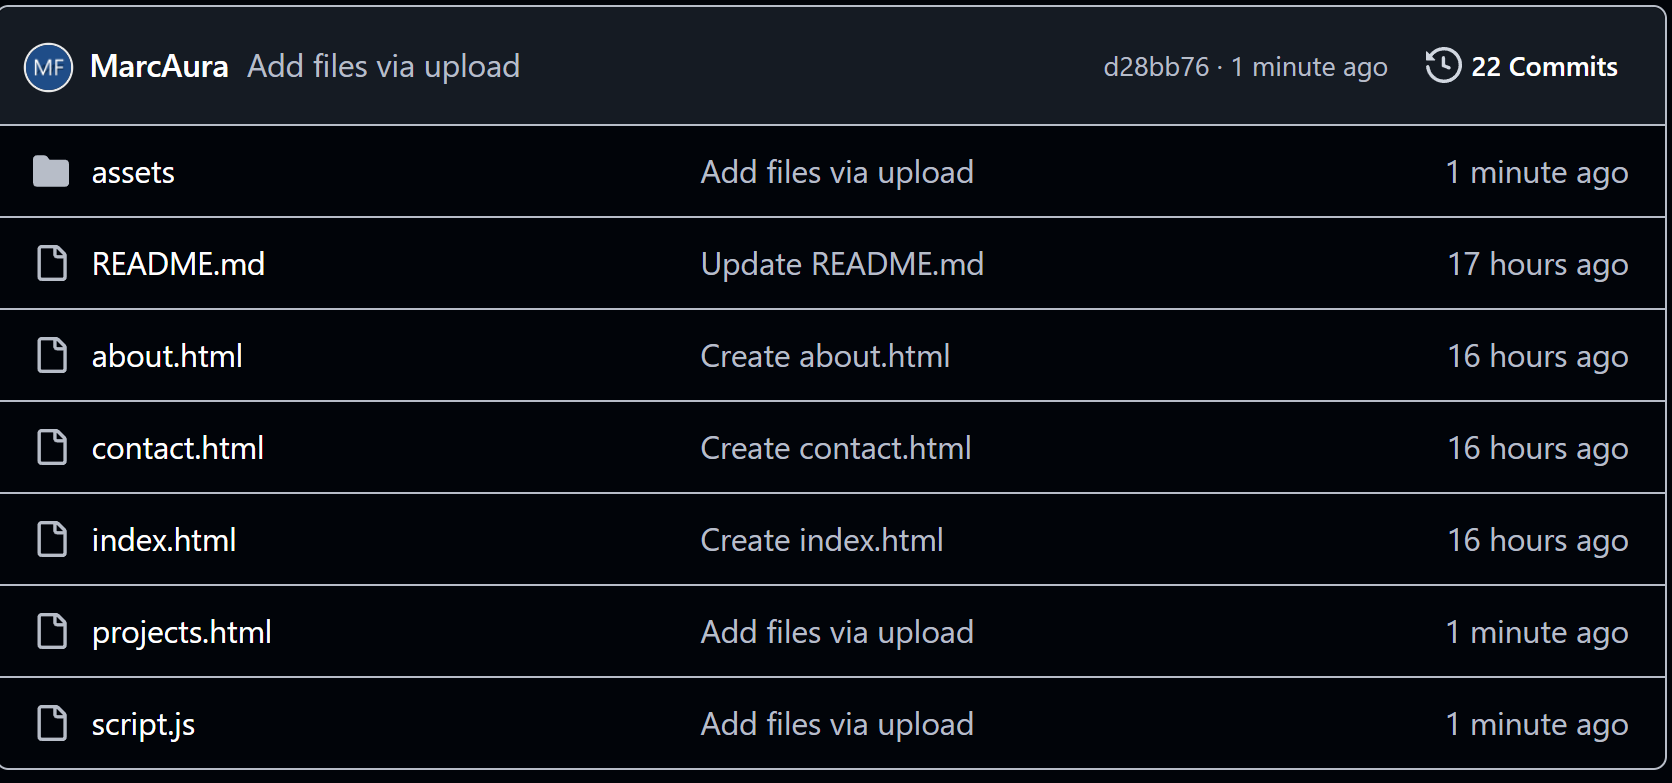 MF MarcAura Add files via upload d28bb76 · 1 minute ago 22 Commits
assets Add files via upload 1 minute ago
README.md Update README.md 17 hours ago
about.html Create about.html 16 hours ago
contact.html Create contact.html 16 hours ago
index.html Create index.html 16 hours ago
projects.html Add files via upload 1 minute ago
script.js Add files via upload 1 minute ago